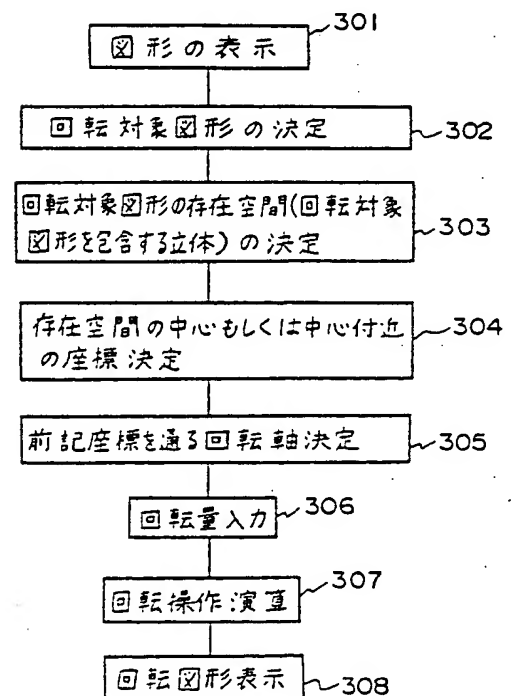 図形の表示 301
回転対象図形の決定 302
回転対象図形の存在空間(回転対象
図形を包含する立体)の決定 303
存在空間の中心もしくは中心付近
の座標決定 304
前記座標を通る回転軸決定 305
回転量入力 306
回転操作演算 307
回転図形表示 308